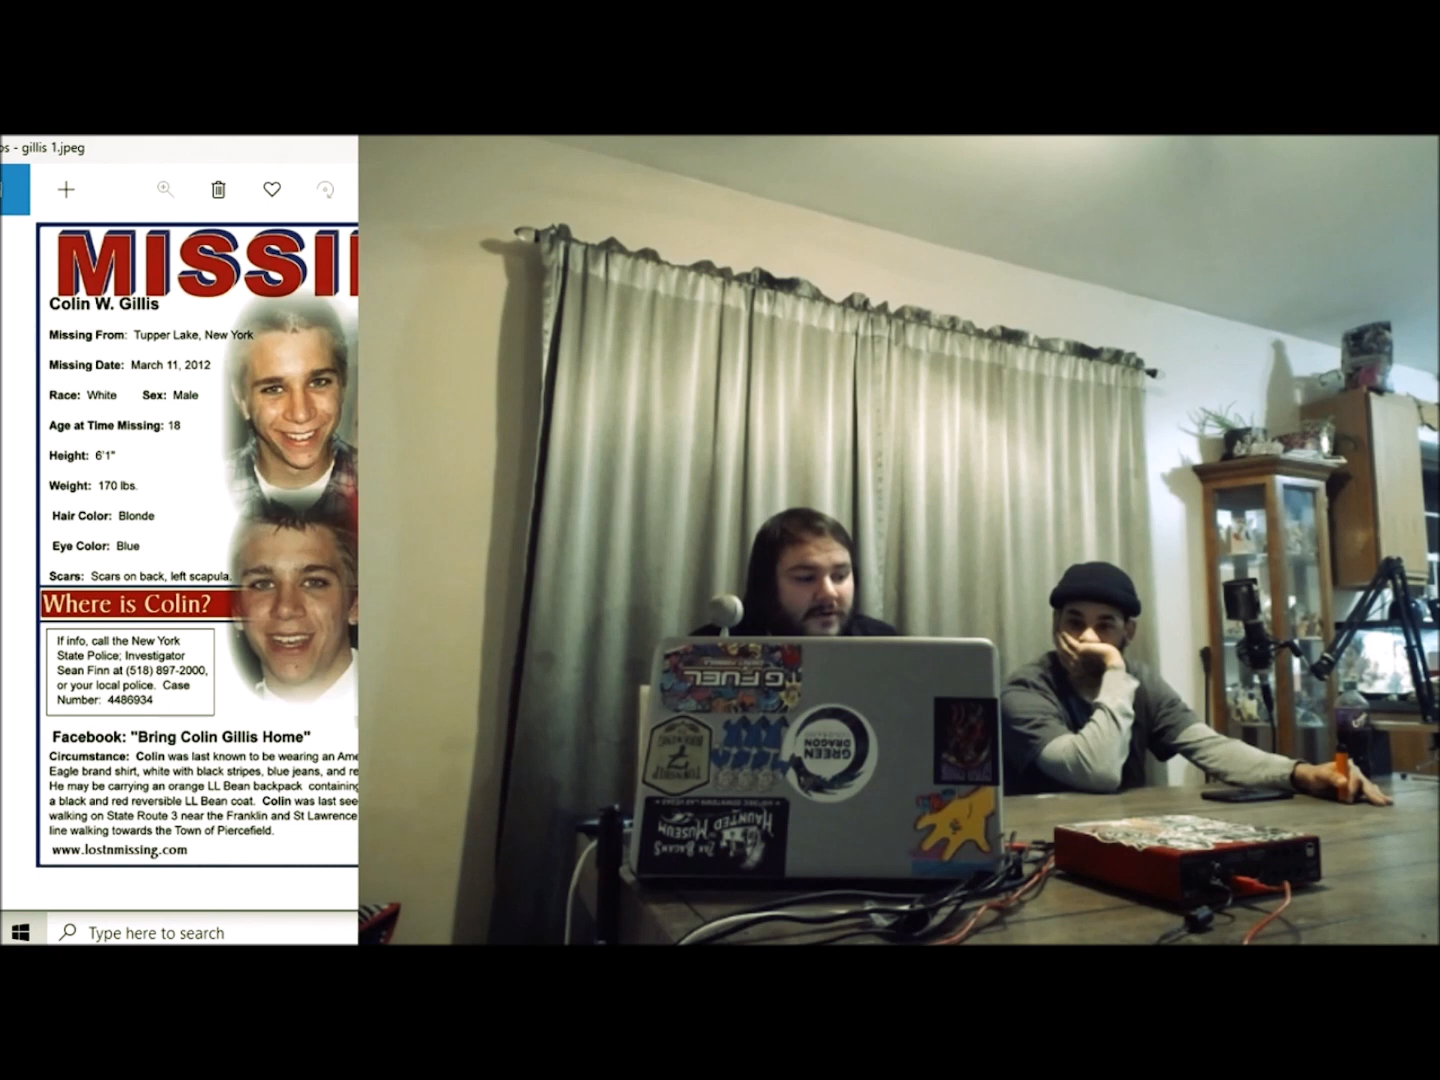 os - gillis 1.jpeg
MISSI
Colin W. Gillis
Missing From: Tupper Lake, New York
Missing Date: March 11, 2012
Race: White Sex: Male
Age at Time Missing: 18
Height: 6'1"
Weight: 170 lbs.
Hair Color: Blonde
Eye Color: Blue
Scars: Scars on back, left scapula.
Where is Colin?
If info, call the New York
State Police; Investigator
Sean Finn at (518) 897-2000,
or your local police. Case
Number: 4486934
Facebook: "Bring Colin Gillis Home"
Circumstance: Colin was last known to be wearing an Ame
Eagle brand shirt, white with black stripes, blue jeans, and re
He may be carrying an orange LL Bean backpack containing
a black and red reversible LL Bean coat. Colin was last see
walking on State Route 3 near the Franklin and St Lawrence
line walking towards the Town of Piercefield.
www.lostnmissing.com
Type here to search
G FUEL
TOWNSHIP
7
BREWING
GREEN
DRAGON
ZAK BAGANS
HAUNTED
MUSEUM